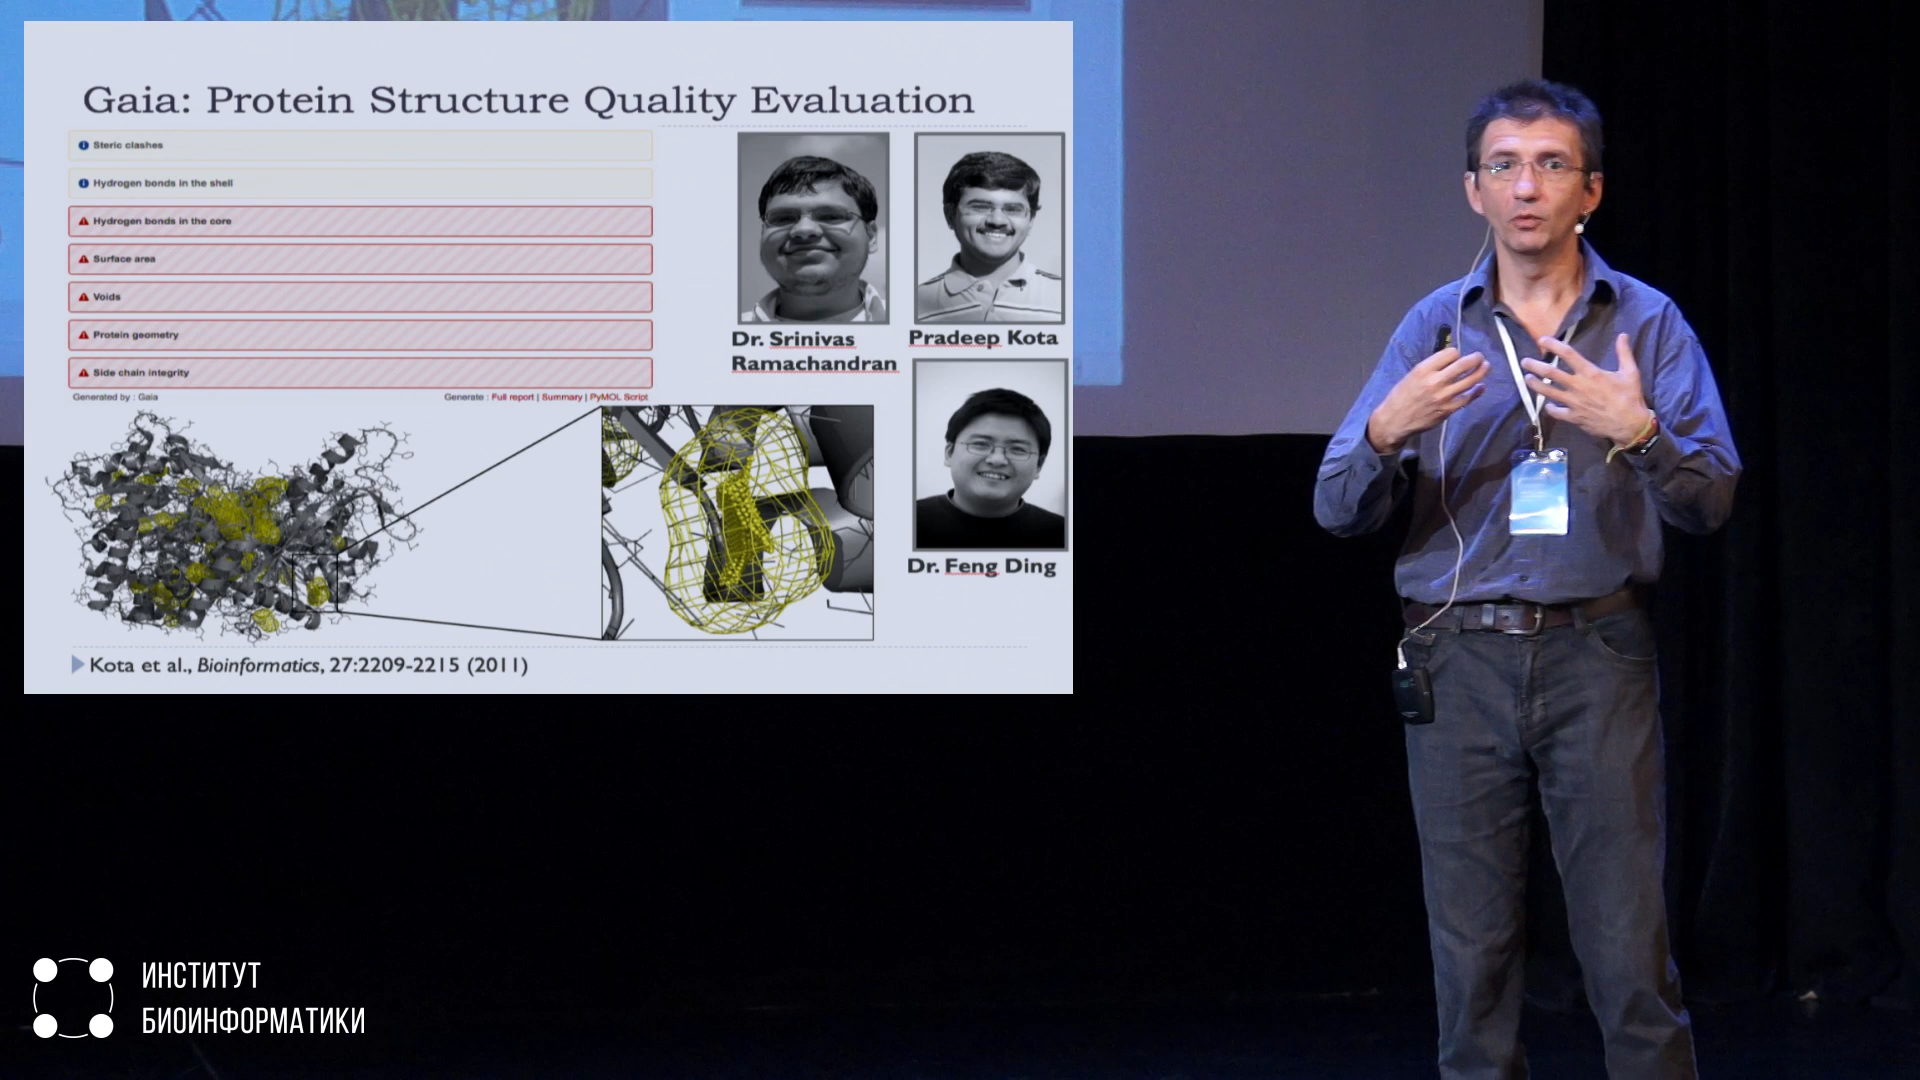 Gaia: Protein Structure Quality Evaluation
Steric clashes
Hydrogen bonds in the shell
Hydrogen bonds in the core
Surface area
Voids
Protein geometry
Side chain integrity
Generated by : Gaia
Generate : Full report | Summary | PyMOL Script
Dr. Srinivas
Ramachandran
Pradeep Kota
Dr. Feng Ding
Kota et al., Bioinformatics, 27:2209-2215 (2011)
ИНСТИТУТ
БИОИНФОРМАТИКИ